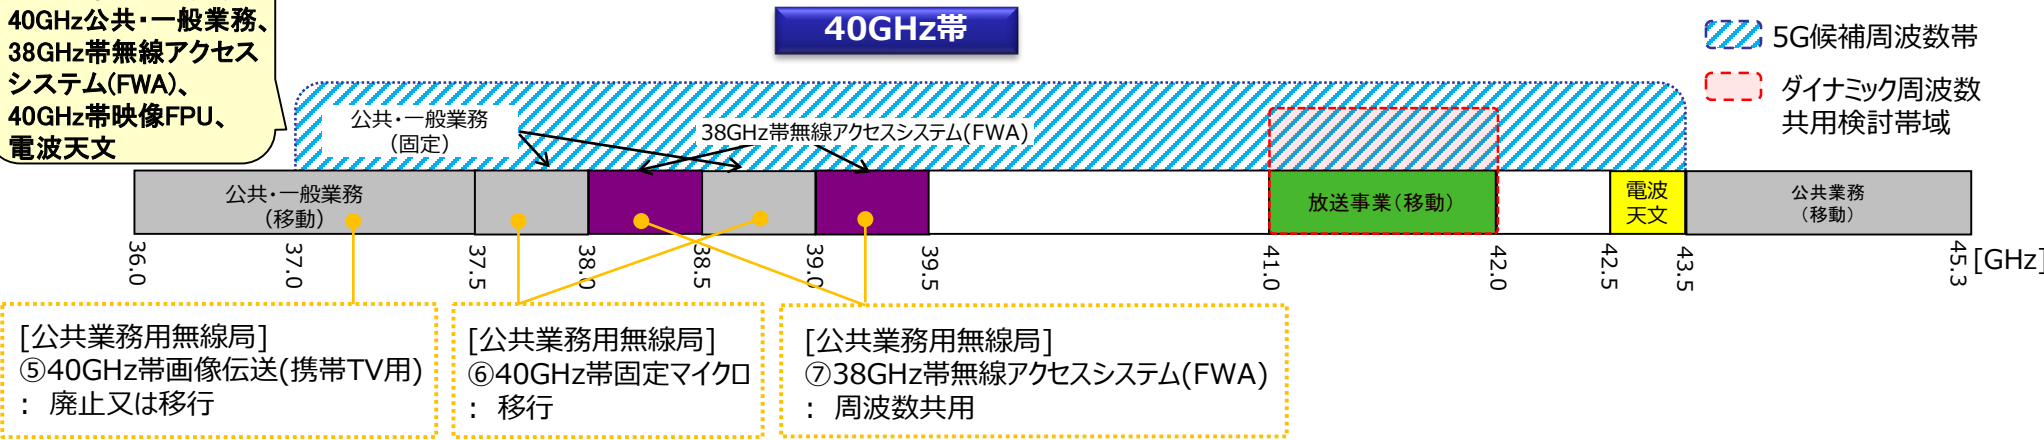 40GHz公共・一般業務、
38GHz帯無線アクセス
システム(FWA)、
40GHz帯映像FPU、
電波天文
40GHz帯
5G候補周波数帯
ダイナミック周波数
共用検討帯域
公共・一般業務
(固定)
38GHz帯無線アクセスシステム(FWA)
公共・一般業務
(移動)
放送事業(移動)
電波
天文
公共業務
(移動)
36.0
37.0
37.5
38.0
38.5
39.0
39.5
41.0
42.0
42.5
43.5
45.3
[GHz]
[公共業務用無線局]
⑤40GHz帯画像伝送(携帯TV用)
: 廃止又は移行
[公共業務用無線局]
⑥40GHz帯固定マイクロ
: 移行
[公共業務用無線局]
⑦38GHz帯無線アクセスシステム(FWA)
: 周波数共用